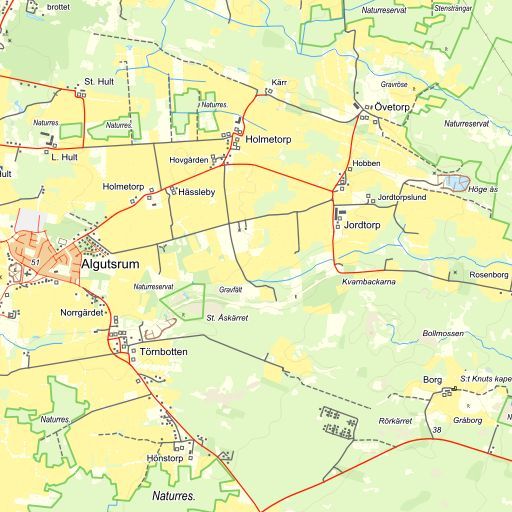 brottet
Naturreservat
Stensträngar
St. Hult
Kärr
Gravröse
Naturres.
Övetorp
Naturres.
Naturres.
Naturreservat
Holmetorp
L. Hult
Hovgården
Hobben
Hult
Holmetorp
Hässleby
Jordtorpslund
Höge ås
Jordtorp
51
Algutsrum
Rosenborg
Kvarnbackarna
Naturreservat
Gravfält
Norrgärdet
St. Åskärret
Bollmossen
Törnbotten
Borg
S:t Knuts kape
Naturres.
Rörkärret
Gråborg
38
Hönstorp
Naturres.